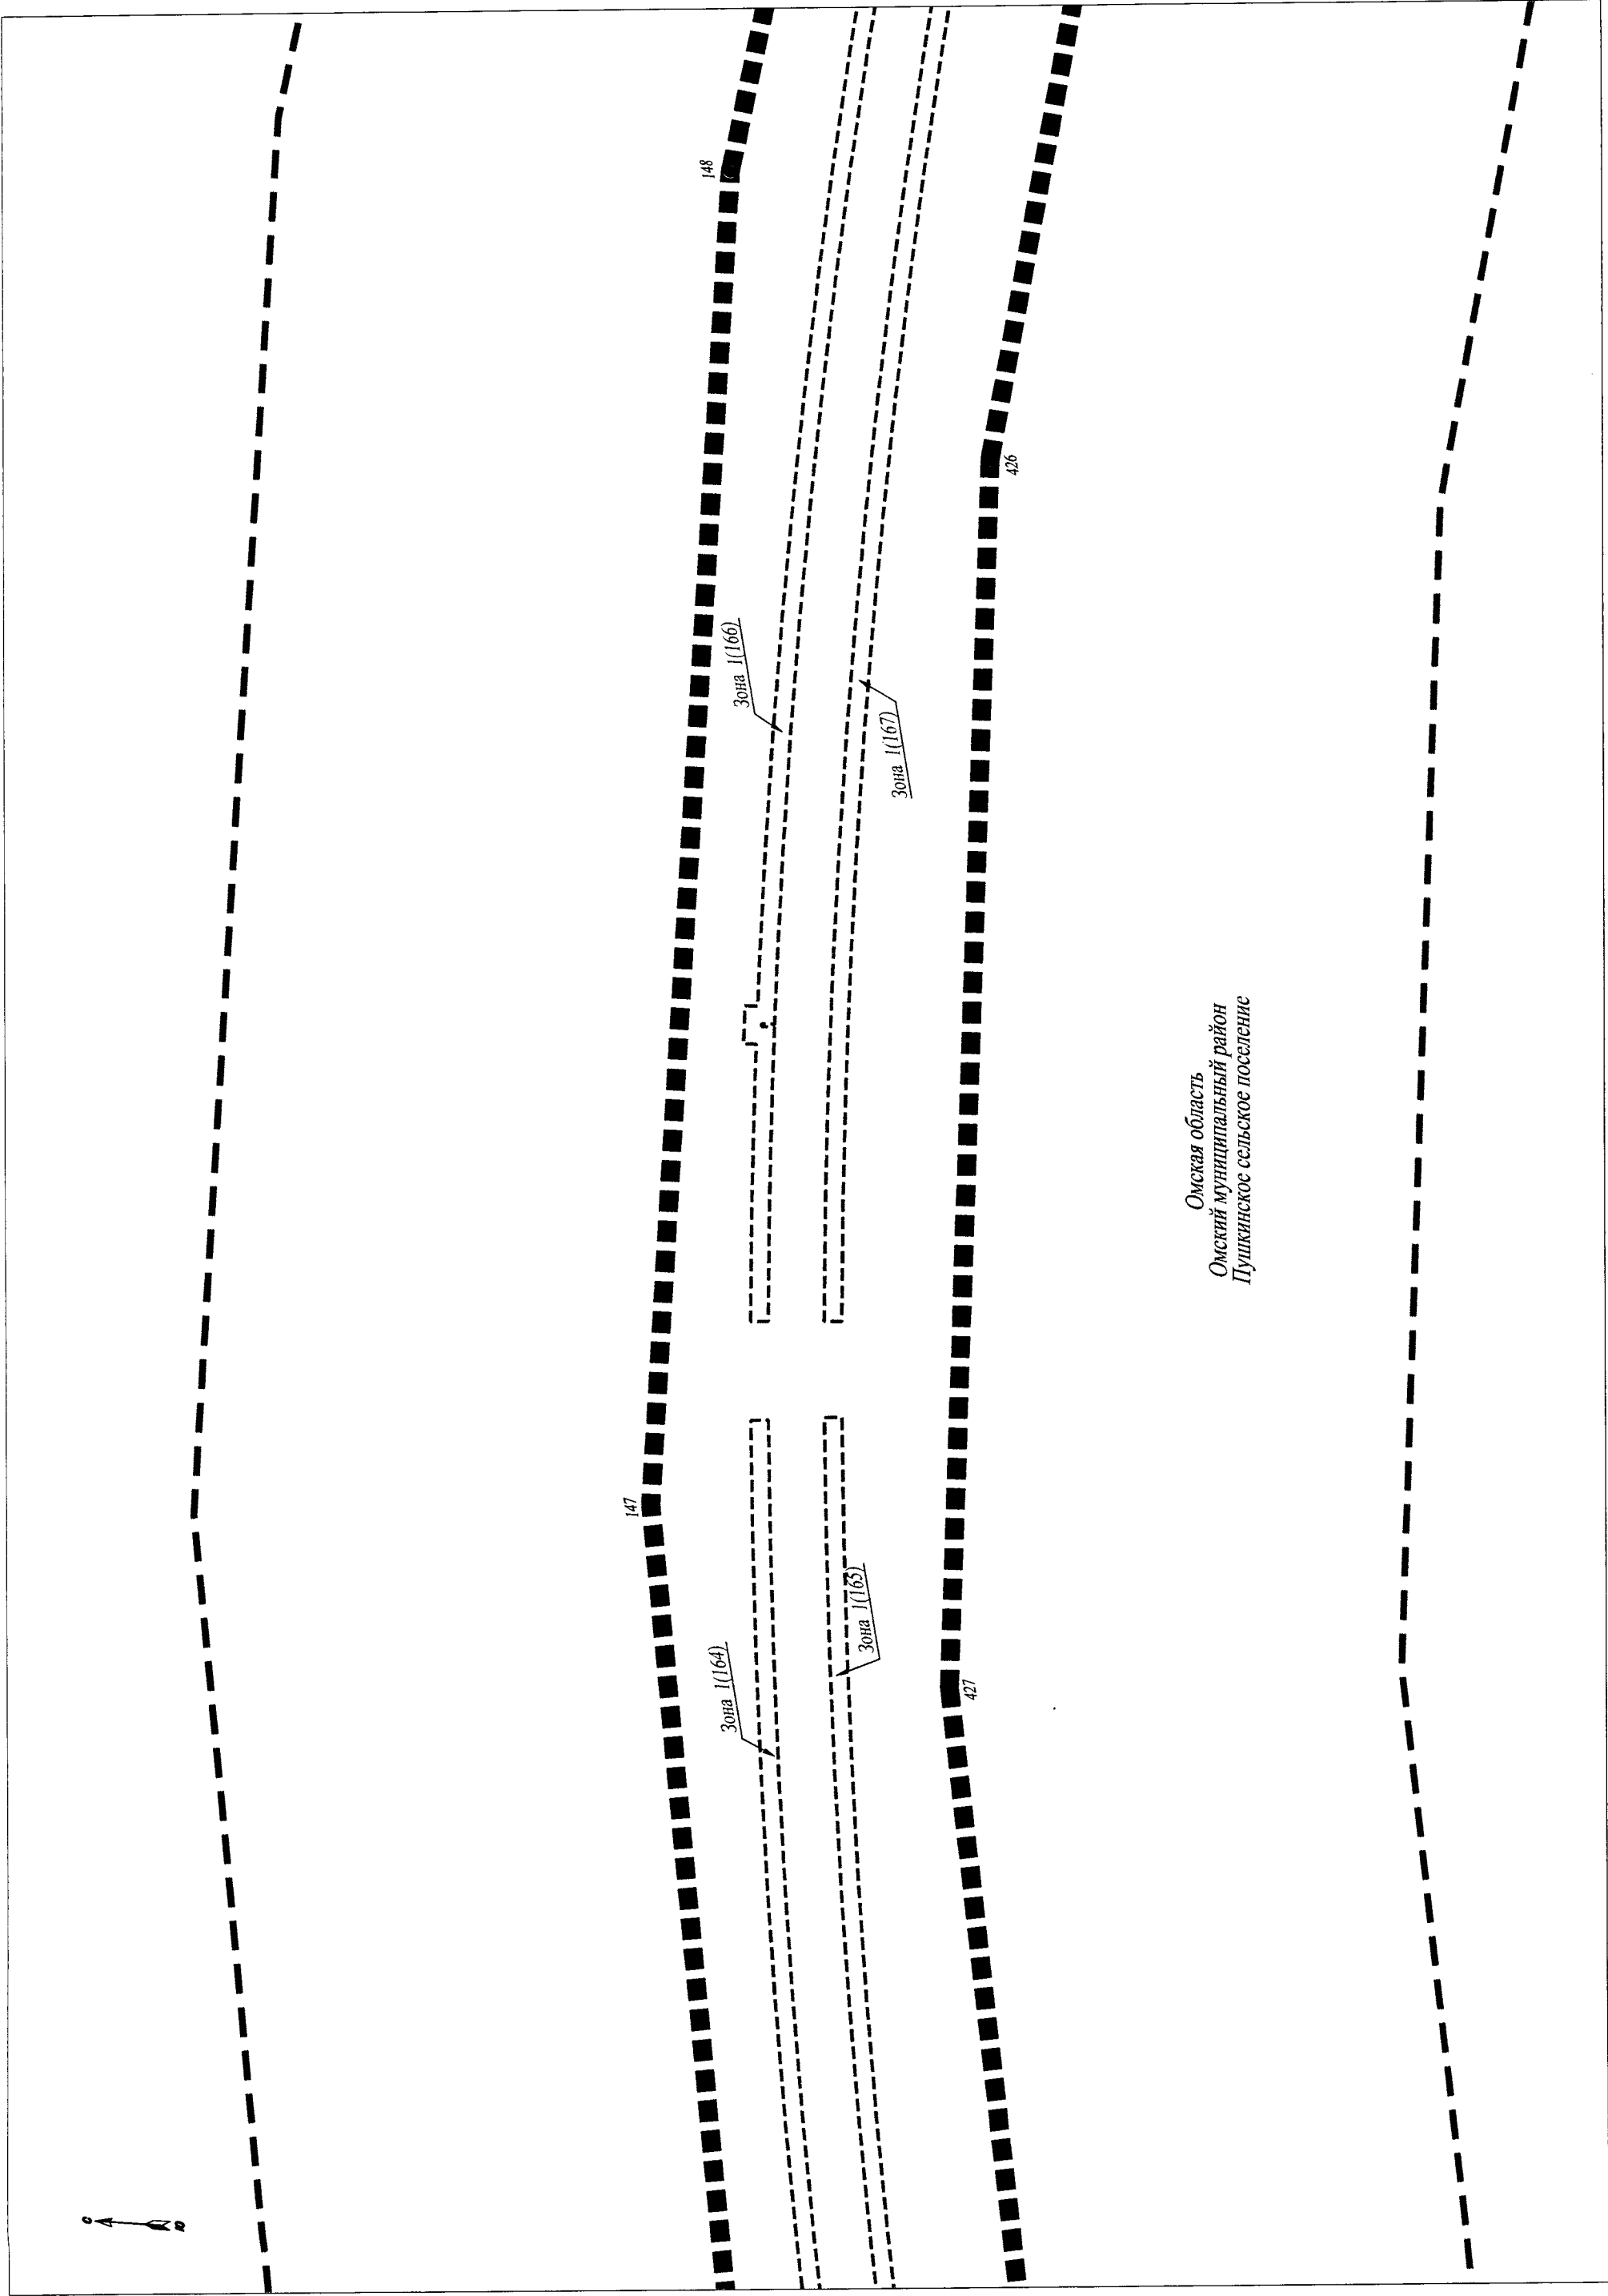 С
Ю
147
148
Зона 1(164)
Зона 1(166)
Зона 1(165)
Зона 1(167)
427
426
Омская область
Омский муниципальный район
Пушкинское сельское поселение